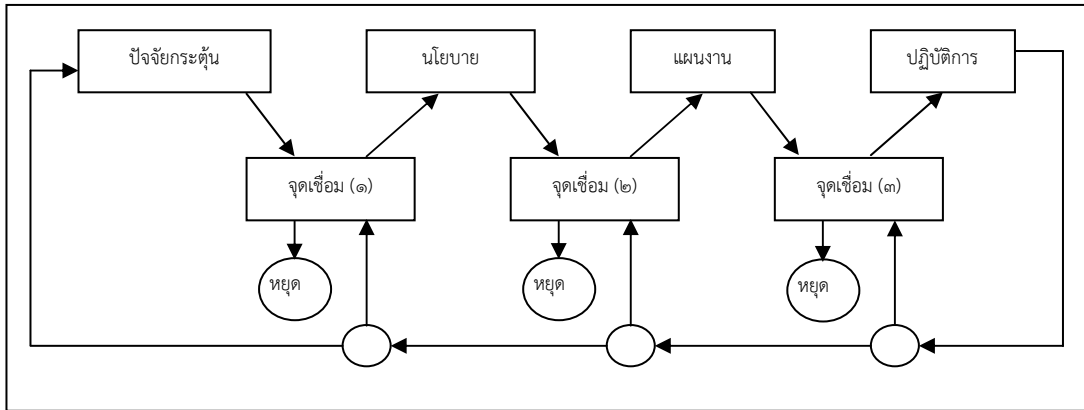 ปัจจัยกระตุ้น
นโยบาย
แผนงาน
ปฏิบัติการ
จุดเชื่อม (๑)
จุดเชื่อม (๒)
จุดเชื่อม (๓)
หยุด
หยุด
หยุด